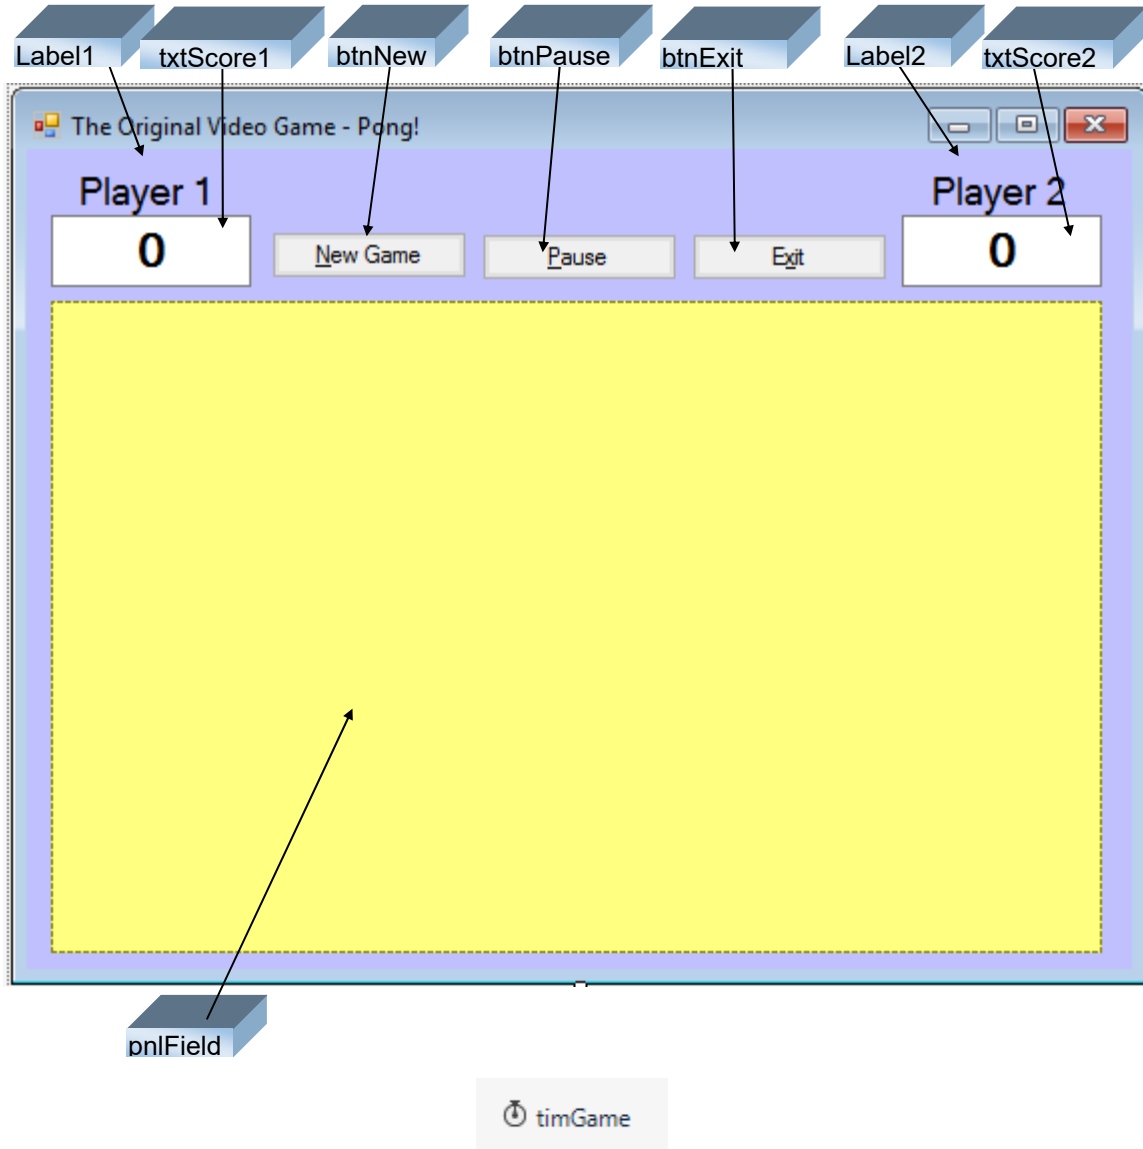 Label1 txtScore1 btnNew btnPause btnExit Label2 txtScore2
The Original Video Game - Pong!
Player 1 Player 2
0 New Game Pause Exit 0
pnlField
timGame